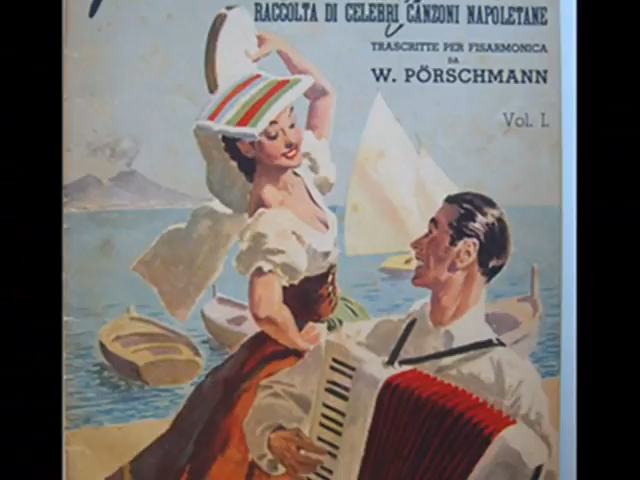 RACCOLTA DI CELEBRI CANZONI NAPOLETANE
TRASCRITTE PER FISARMONICA
DA
W. PÖRSCHMANN
Vol. I.